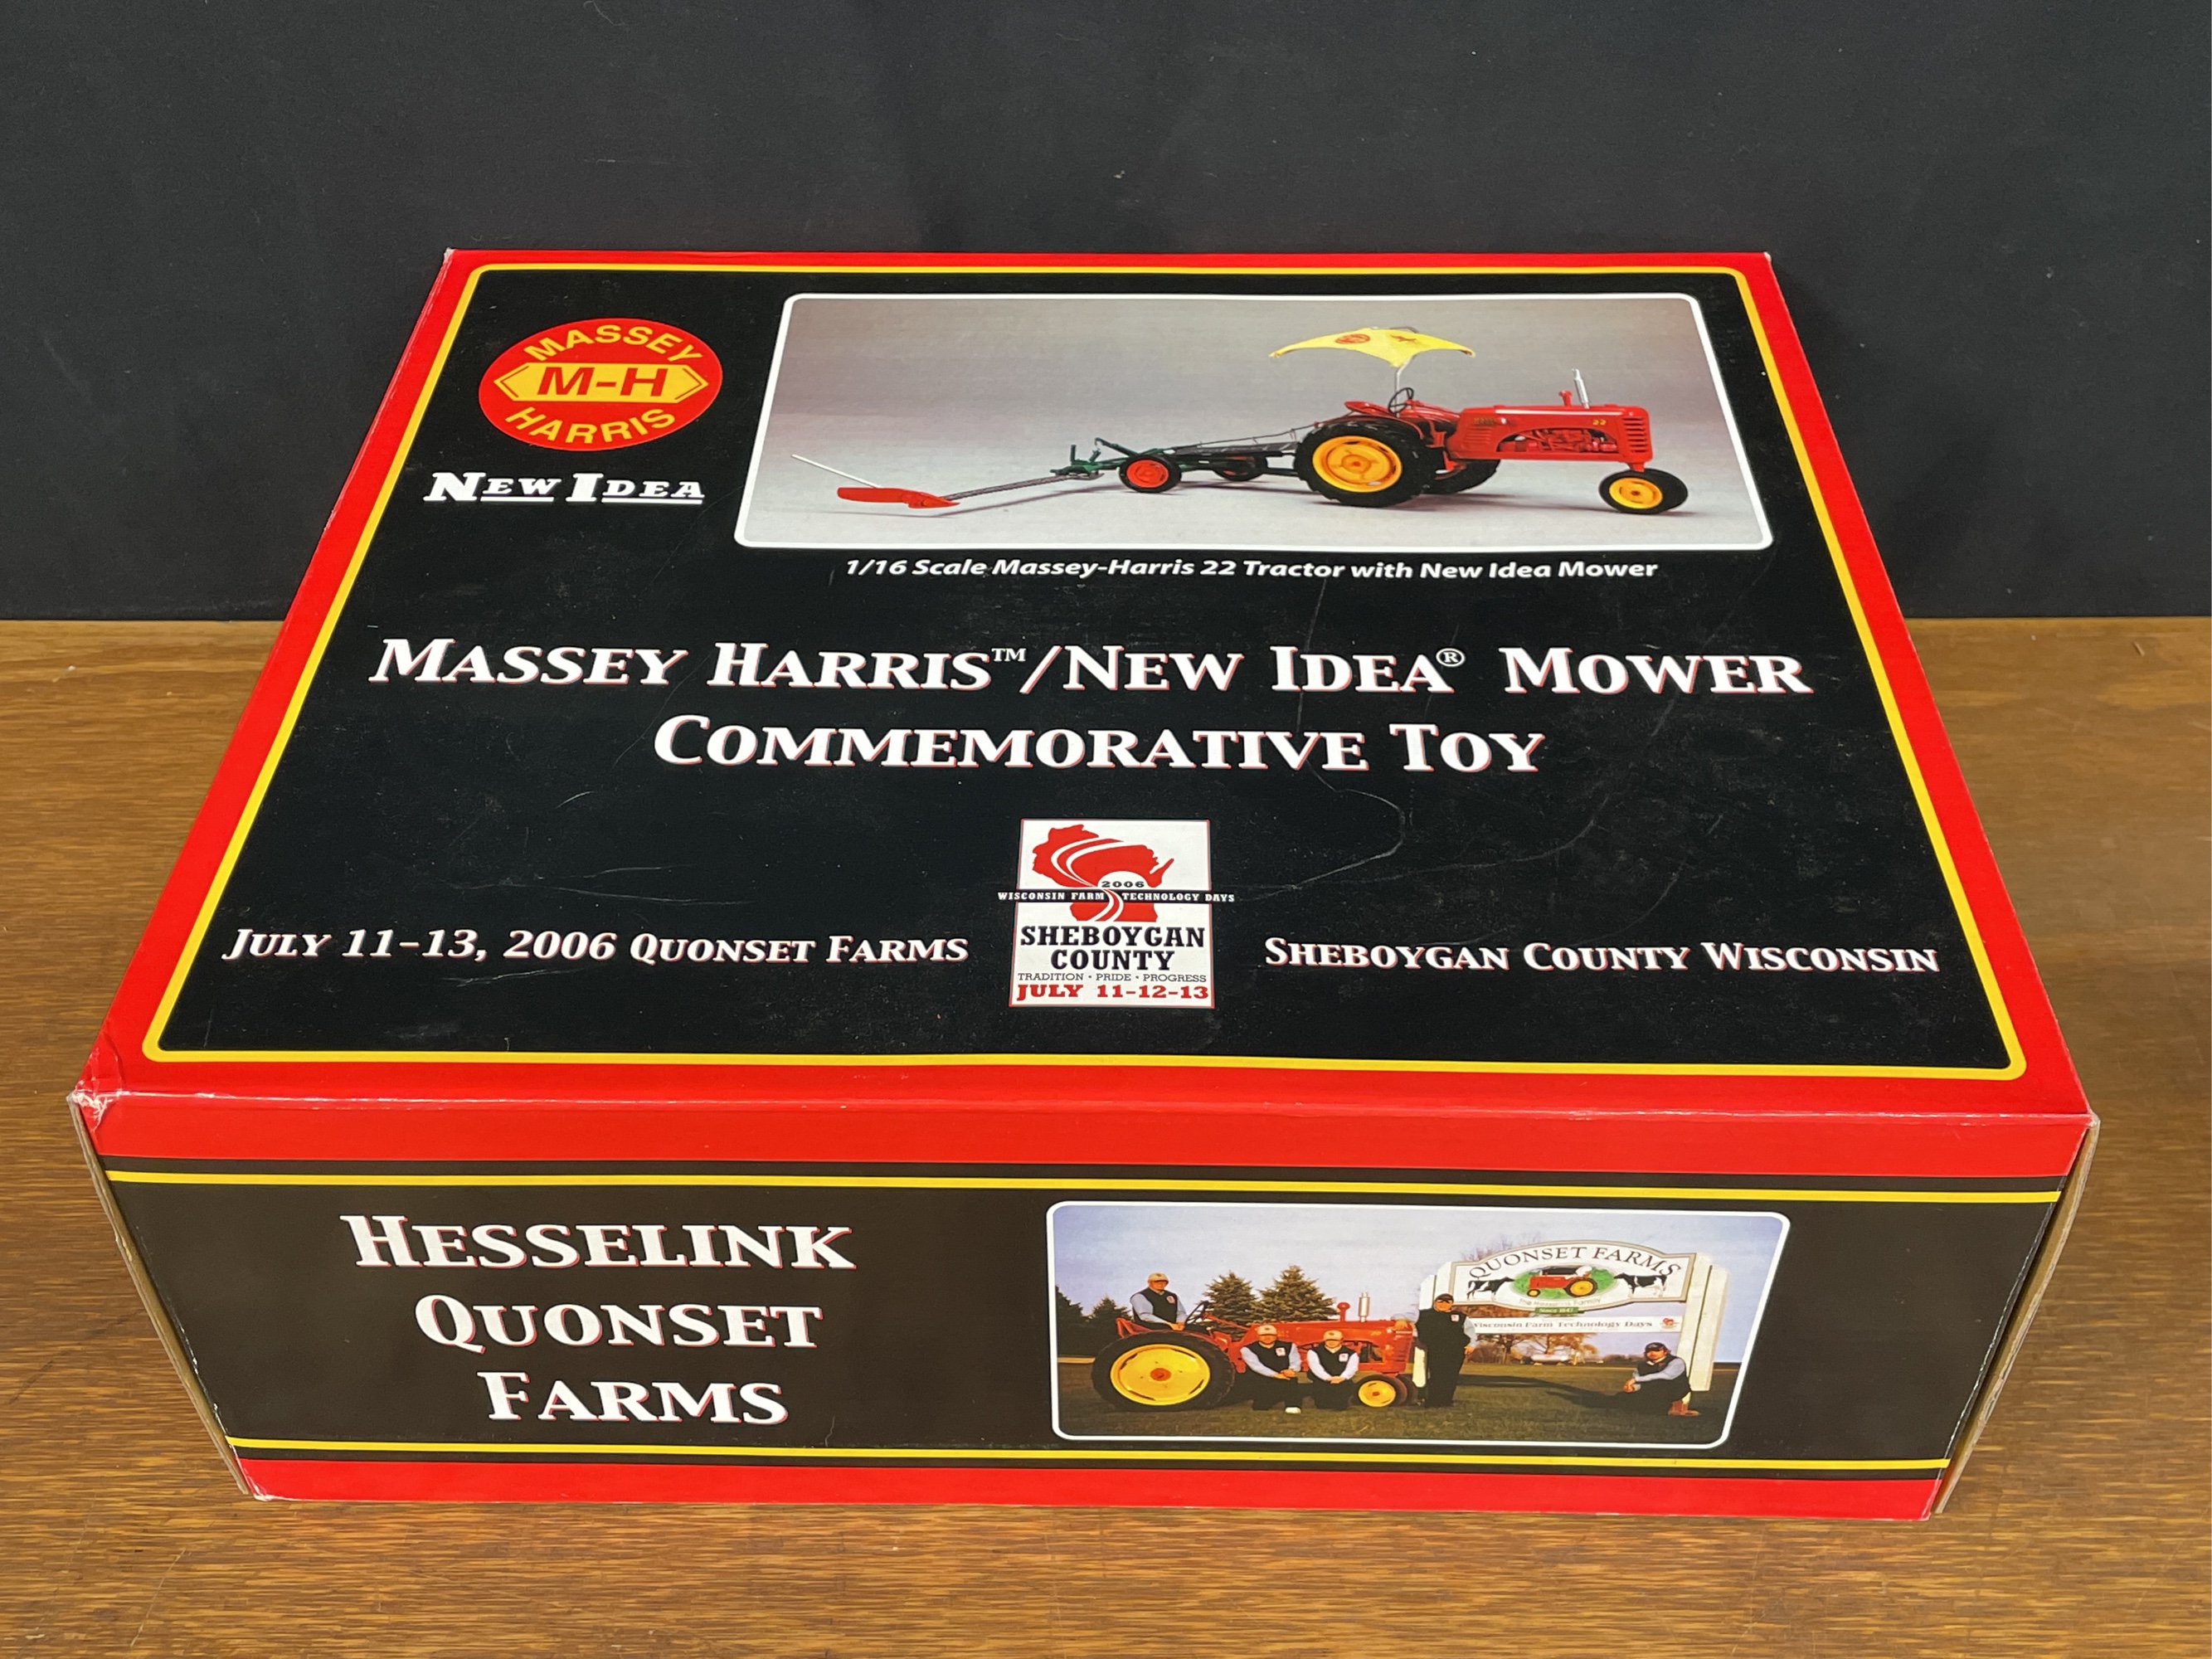 MASSEY
M-H
HARRIS
NEW IDEA
22
1/16 Scale Massey-Harris 22 Tractor with New Idea Mower
MASSEY HARRIS™/NEW IDEA® MOWER
COMMEMORATIVE TOY
2006
WISCONSIN FARM TECHNOLOGY DAYS
SHEBOYGAN
COUNTY
TRADITION • PRIDE • PROGRESS
JULY 11-12-13
JULY 11-13, 2006 QUONSET FARMS
SHEBOYGAN COUNTY WISCONSIN
HESSELINK
QUONSET
FARMS
QUONSET FARMS
Wisconsin Farm Technology Days